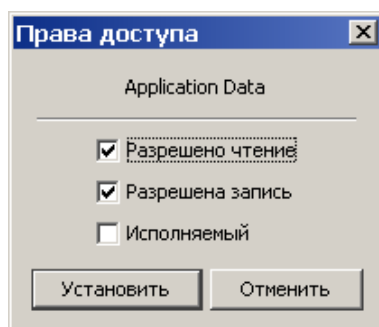 Права доступа
Application Data
Разрешено чтение
Разрешена запись
Исполняемый
Установить Отменить